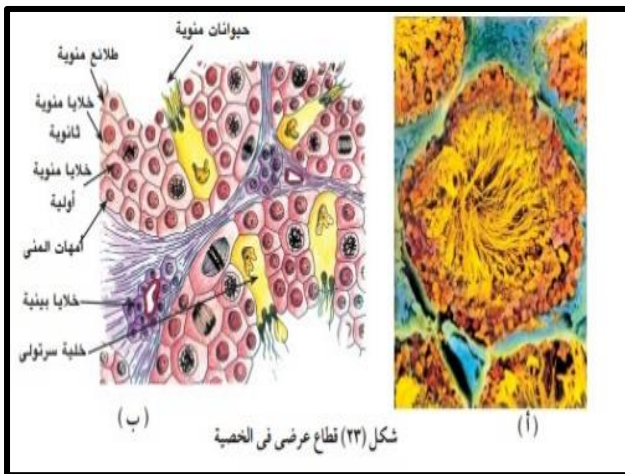 حيوانات منوية
طلائع منوية
خلايا منوية
ثانوية
خلايا منوية
أولية
أمهات المنى
خلايا بينية
خلية سرتولى
(أ)
(ب)
شكل (٢٣) قطاع عرضى فى الخصية